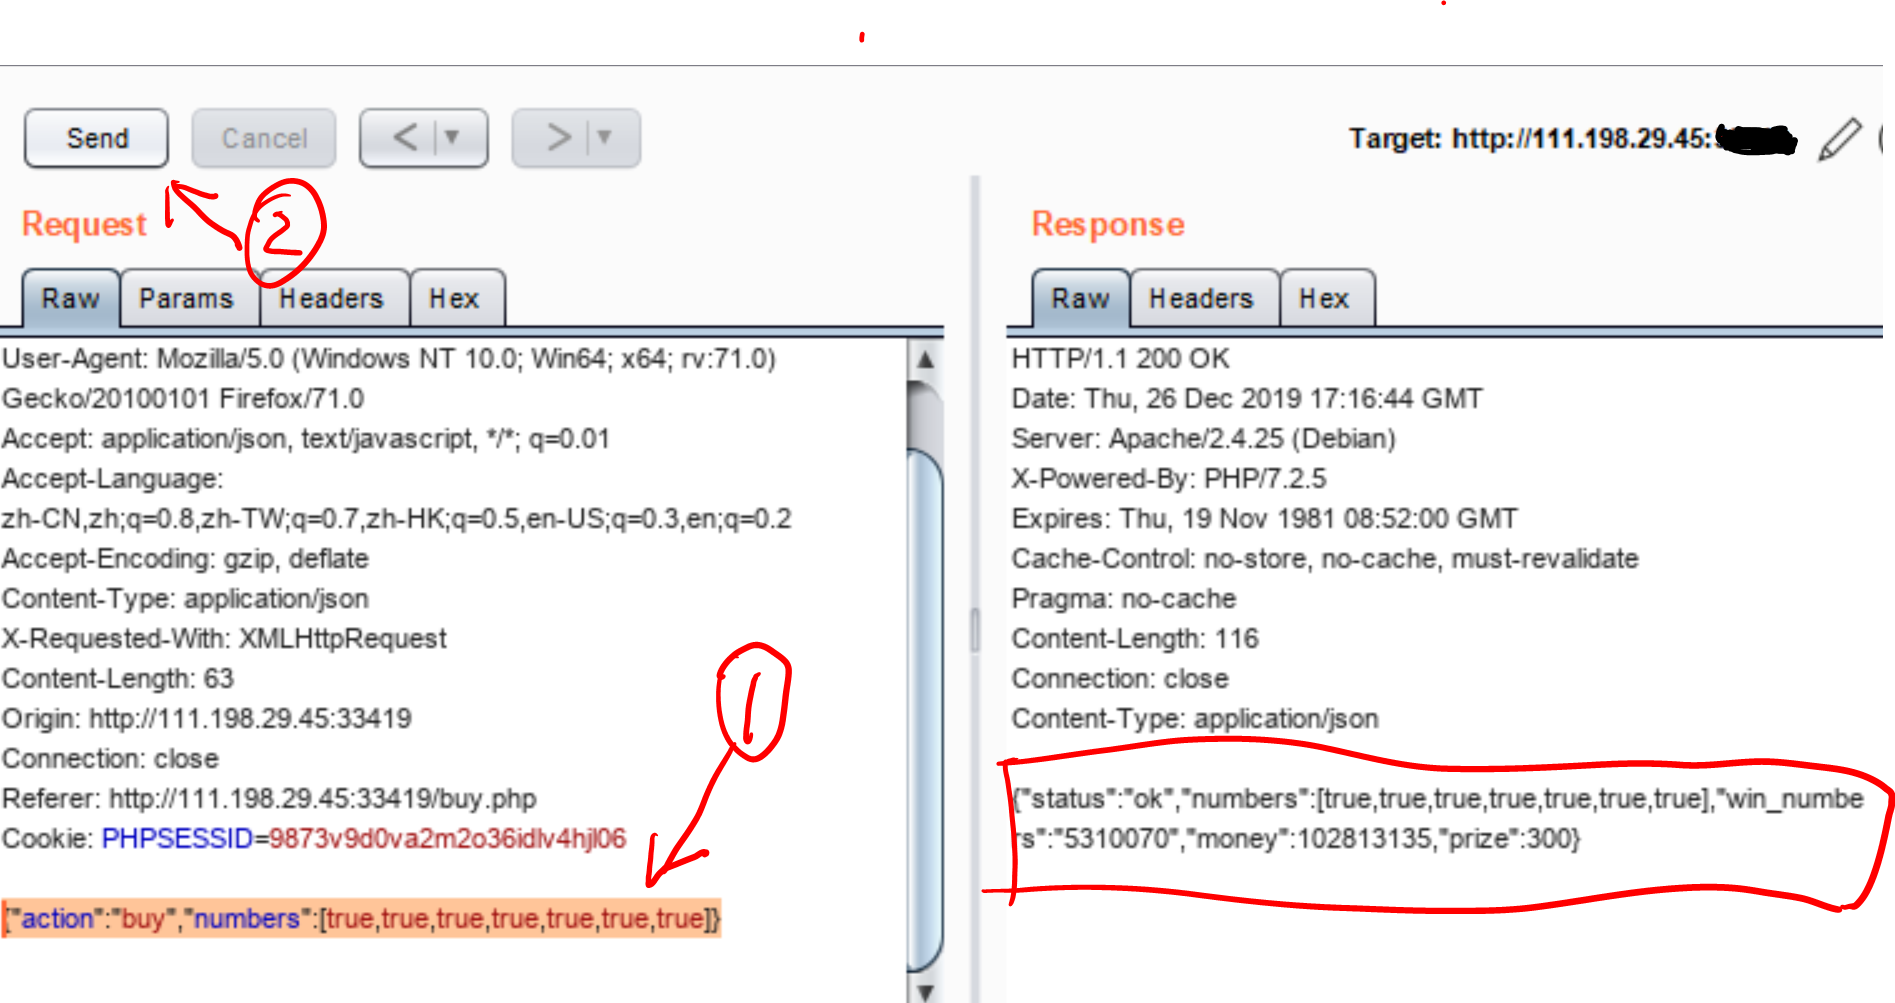 Send Cancel < >
Target: http://111.198.29.45:
2
Request
Raw Params Headers Hex
User-Agent: Mozilla/5.0 (Windows NT 10.0; Win64; x64; rv:71.0)
Gecko/20100101 Firefox/71.0
Accept: application/json, text/javascript, */*; q=0.01
Accept-Language:
zh-CN,zh;q=0.8,zh-TW;q=0.7,zh-HK;q=0.5,en-US;q=0.3,en;q=0.2
Accept-Encoding: gzip, deflate
Content-Type: application/json
X-Requested-With: XMLHttpRequest
Content-Length: 63
Origin: http://111.198.29.45:33419
Connection: close
Referer: http://111.198.29.45:33419/buy.php
Cookie: PHPSESSID=9873v9d0va2m2o36idlv4hjl06
1
{"action":"buy","numbers":[true,true,true,true,true,true,true]}
Response
Raw Headers Hex
HTTP/1.1 200 OK
Date: Thu, 26 Dec 2019 17:16:44 GMT
Server: Apache/2.4.25 (Debian)
X-Powered-By: PHP/7.2.5
Expires: Thu, 19 Nov 1981 08:52:00 GMT
Cache-Control: no-store, no-cache, must-revalidate
Pragma: no-cache
Content-Length: 116
Connection: close
Content-Type: application/json
{"status":"ok","numbers":[true,true,true,true,true,true,true],"win_numbe
rs":"5310070","money":102813135,"prize":300}